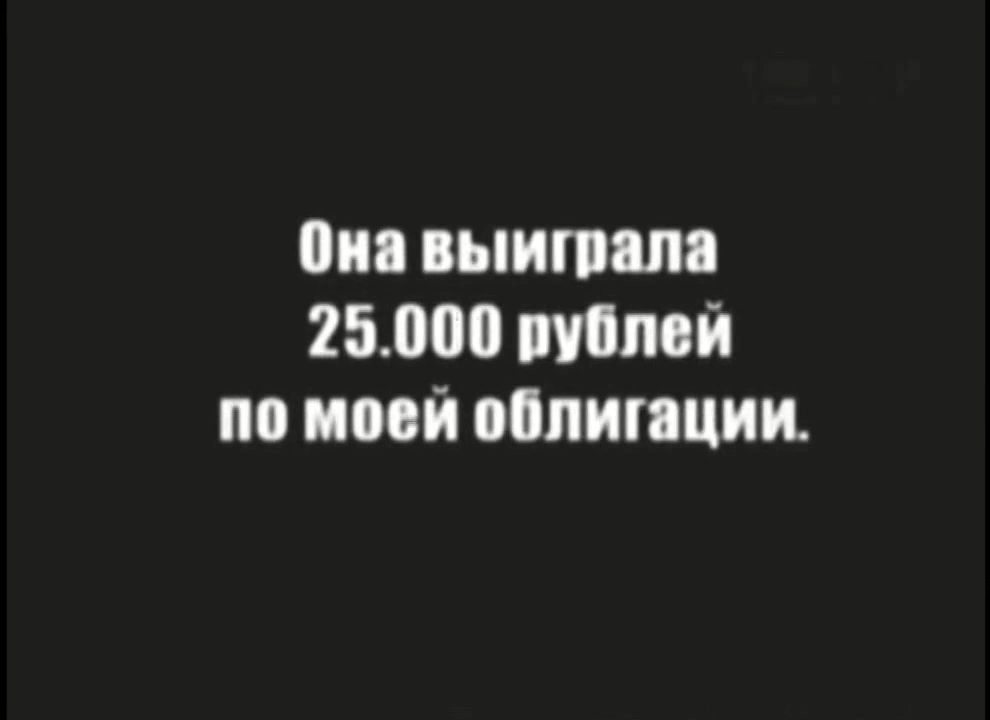 Она выиграла
25.000 рублей
по моей облигации.